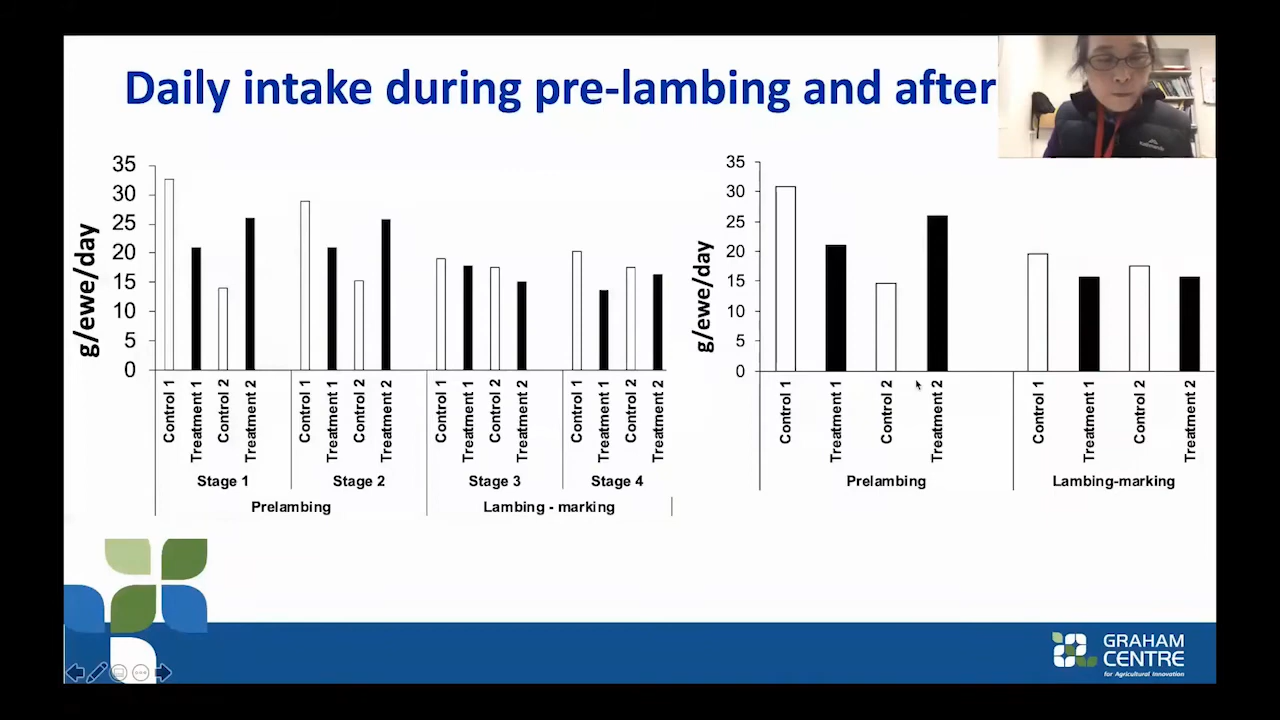 Daily intake during pre-lambing and after
35
30
25
20
15
10
5
0
g/ewe/day
Control 1
Treatment 1
Control 2
Treatment 2
Control 1
Treatment 1
Control 2
Treatment 2
Control 1
Treatment 1
Control 2
Treatment 2
Control 1
Treatment 1
Control 2
Treatment 2
Stage 1
Stage 2
Stage 3
Stage 4
Prelambing
Lambing - marking
35
30
25
20
15
10
5
0
g/ewe/day
Control 1
Treatment 1
Control 2
Treatment 2
Control 1
Treatment 1
Control 2
Treatment 2
Prelambing
Lambing-marking
GRAHAM
CENTRE
for Agricultural Innovation